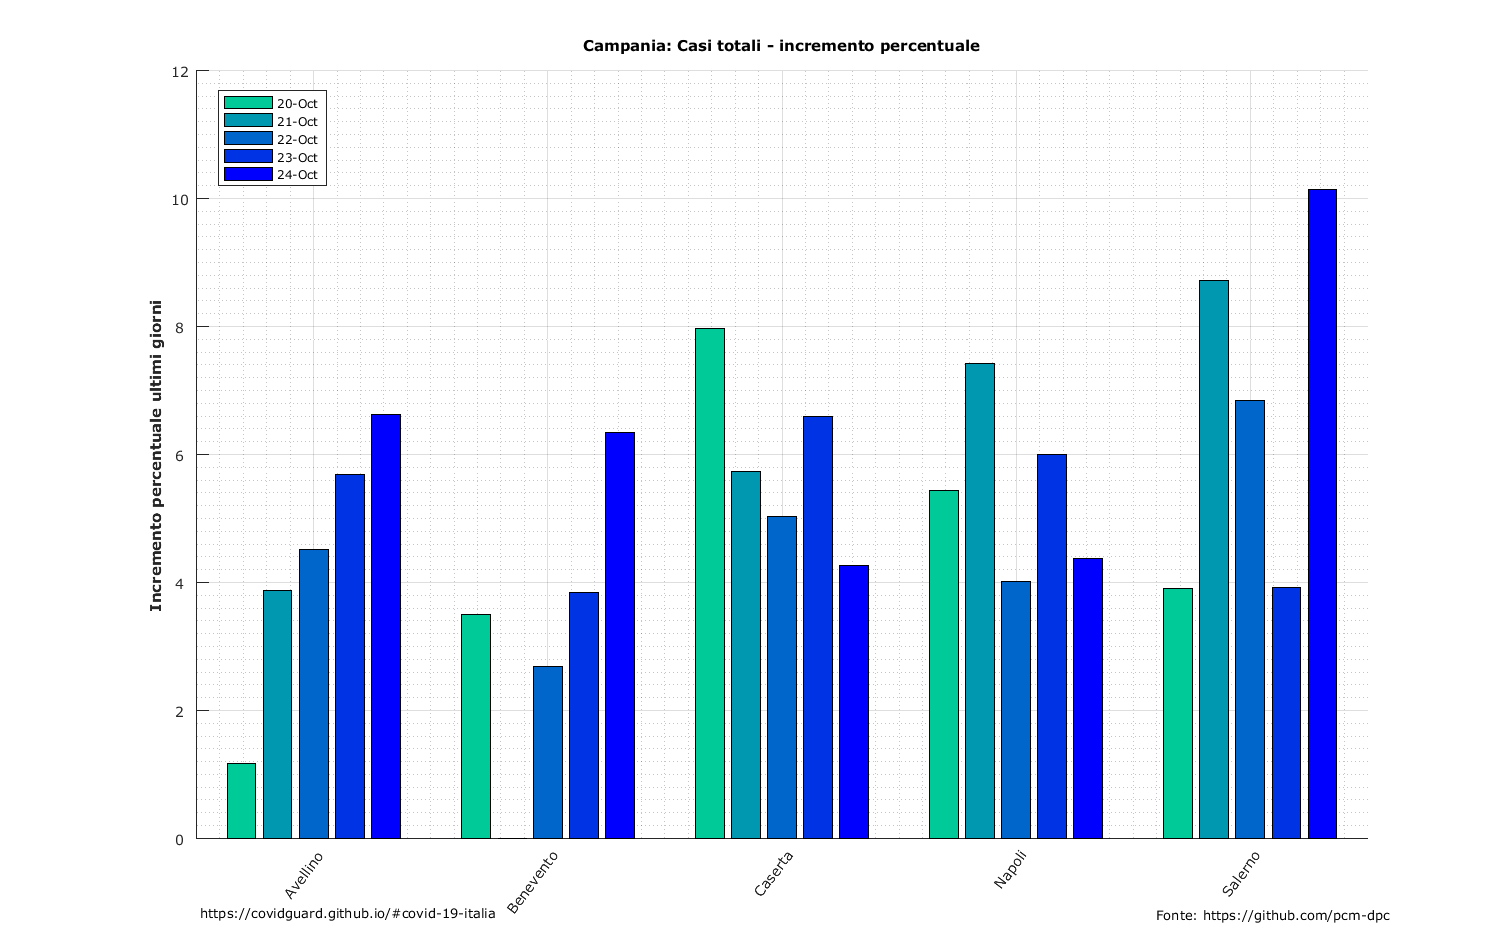 Campania: Casi totali - incremento percentuale
12
10
8
6
4
2
0
Incremento percentuale ultimi giorni
20-Oct
21-Oct
22-Oct
23-Oct
24-Oct
Avellino
Benevento
Caserta
Napoli
Salerno
https://covidguard.github.io/#covid-19-italia
Fonte: https://github.com/pcm-dpc